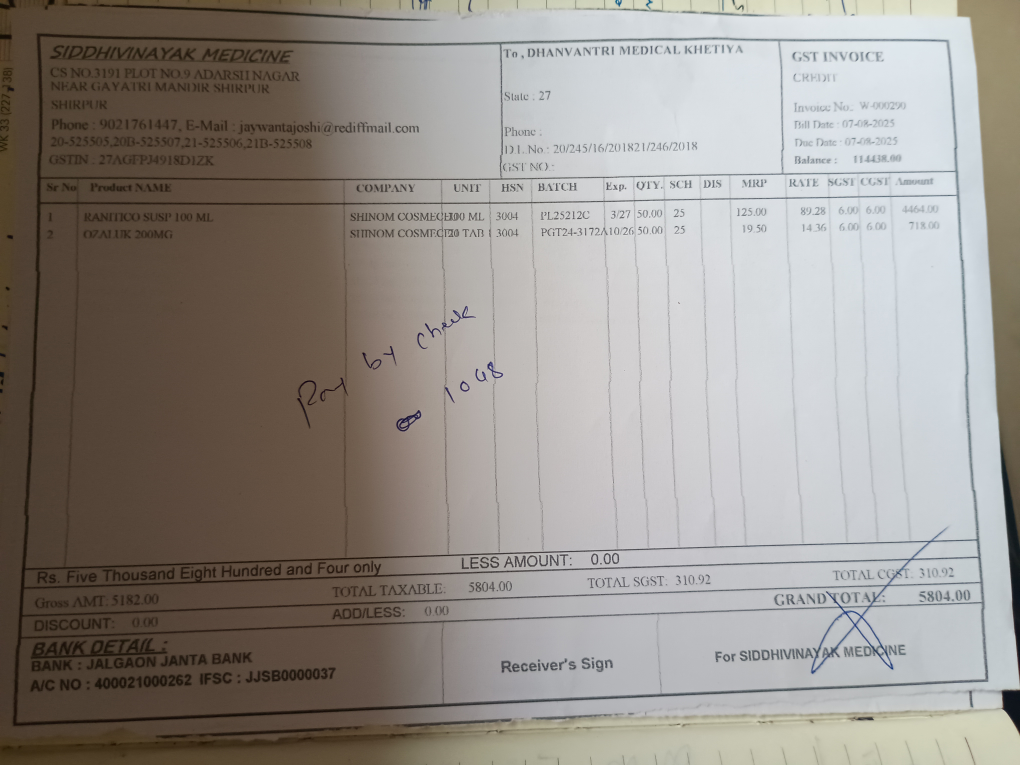 SIDDHIVINAYAK MEDICINE
CS NO.3191 PLOT NO.9 ADARSH NAGAR
NEAR GAYATRI MANDIR SHIRPUR
SHIRPUR
Phone : 9021761447, E-Mail : jaywantajoshi@rediffmail.com
20-525505,20B-525507,21-525506,21B-525508
GSTIN : 27AGFPJ4918D1ZK
To , DHANVANTRI MEDICAL KHETIYA
State : 27
Phone :
D.L. No : 20/245/16/201821/246/2018
GST NO :
GST INVOICE
CREDIT
Invoice No.: W-000290
Bill Date : 07-08-2025
Due Date : 07-08-2025
Balance : 114438.00
Sr No Product NAME COMPANY UNIT HSN BATCH Exp. QTY. SCH DIS MRP RATE SGST CGST Amount
1 RANITICO SUSP 100 ML SHINOM COSMEC 100 ML 3004 PL25212C 3/27 50.00 25 125.00 89.28 6.00 6.00 4464.00
2 OZALUK 200MG SHINOM COSMEC TAB 3004 PGT24-3172A 10/26 50.00 25 19.50 14.36 6.00 6.00 718.00
Pay by check
1048
Rs. Five Thousand Eight Hundred and Four only LESS AMOUNT: 0.00
Gross AMT: 5182.00 TOTAL TAXABLE: 5804.00 TOTAL SGST: 310.92 TOTAL CGST: 310.92
DISCOUNT: 0.00 ADD/LESS: 0.00 GRAND TOTAL: 5804.00
BANK DETAIL :
BANK : JALGAON JANTA BANK
A/C NO : 400021000262 IFSC : JJSB0000037
Receiver's Sign
For SIDDHIVINAYAK MEDICINE